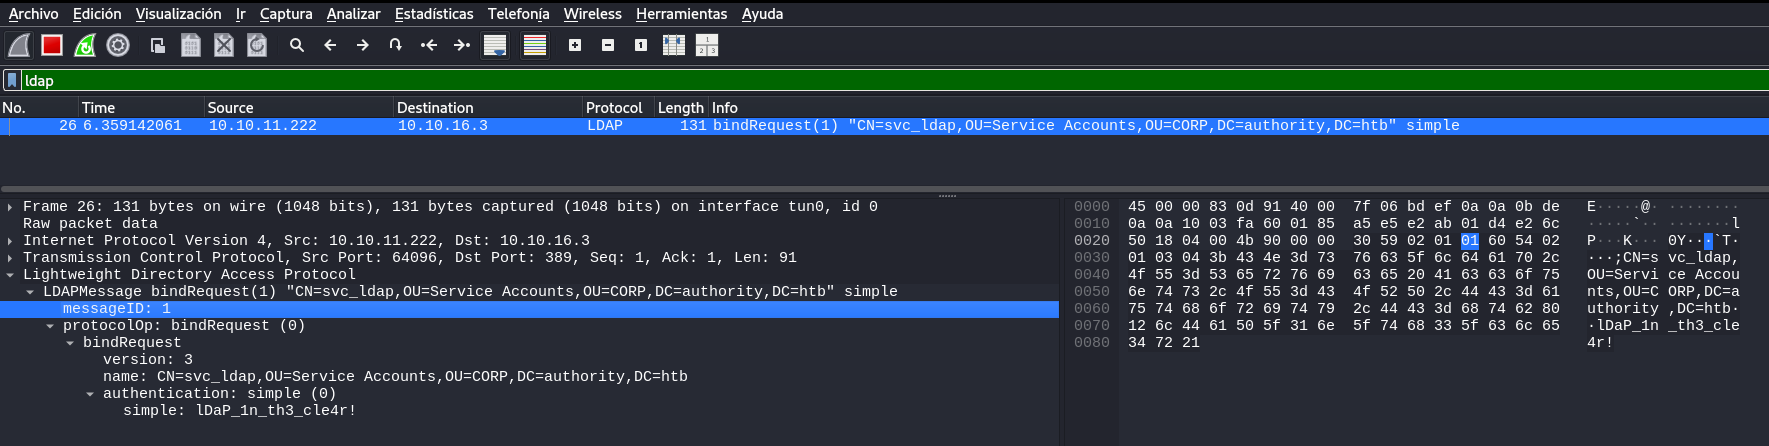 Archivo Edición Visualización Ir Captura Analizar Estadísticas Telefonía Wireless Herramientas Ayuda
ldap
No. Time Source Destination Protocol Length Info
26 6.359142061 10.10.11.222 10.10.16.3 LDAP 131 bindRequest(1) "CN=svc_ldap,OU=Service Accounts,OU=CORP,DC=authority,DC=htb" simple
Frame 26: 131 bytes on wire (1048 bits), 131 bytes captured (1048 bits) on interface tun0, id 0
Raw packet data
Internet Protocol Version 4, Src: 10.10.11.222, Dst: 10.10.16.3
Transmission Control Protocol, Src Port: 64096, Dst Port: 389, Seq: 1, Ack: 1, Len: 91
Lightweight Directory Access Protocol
LDAPMessage bindRequest(1) "CN=svc_ldap,OU=Service Accounts,OU=CORP,DC=authority,DC=htb" simple
messageID: 1
protocolOp: bindRequest (0)
bindRequest
version: 3
name: CN=svc_ldap,OU=Service Accounts,OU=CORP,DC=authority,DC=htb
authentication: simple (0)
simple: lDaP_1n_th3_cle4r!
0000 45 00 00 83 0d 91 40 00 7f 06 bd ef 0a 0a 0b de E·····@· ········
0010 0a 0a 10 03 fa 60 01 85 a5 e5 e2 ab 01 d4 e2 6c ·····`·· ·······l
0020 50 18 04 00 4b 90 00 00 30 59 02 01 01 60 54 02 P···K··· 0Y···`T·
0030 01 03 04 3b 43 4e 3d 73 76 63 5f 6c 64 61 70 2c ···;CN=s vc_ldap,
0040 4f 55 3d 53 65 72 76 69 63 65 20 41 63 63 6f 75 OU=Servi ce Accou
0050 6e 74 73 2c 4f 55 3d 43 4f 52 50 2c 44 43 3d 61 nts,OU=C ORP,DC=a
0060 75 74 68 6f 72 69 74 79 2c 44 43 3d 68 74 62 80 uthority ,DC=htb·
0070 12 6c 44 61 50 5f 31 6e 5f 74 68 33 5f 63 6c 65 ·lDaP_1n _th3_cle
0080 34 72 21 4r!